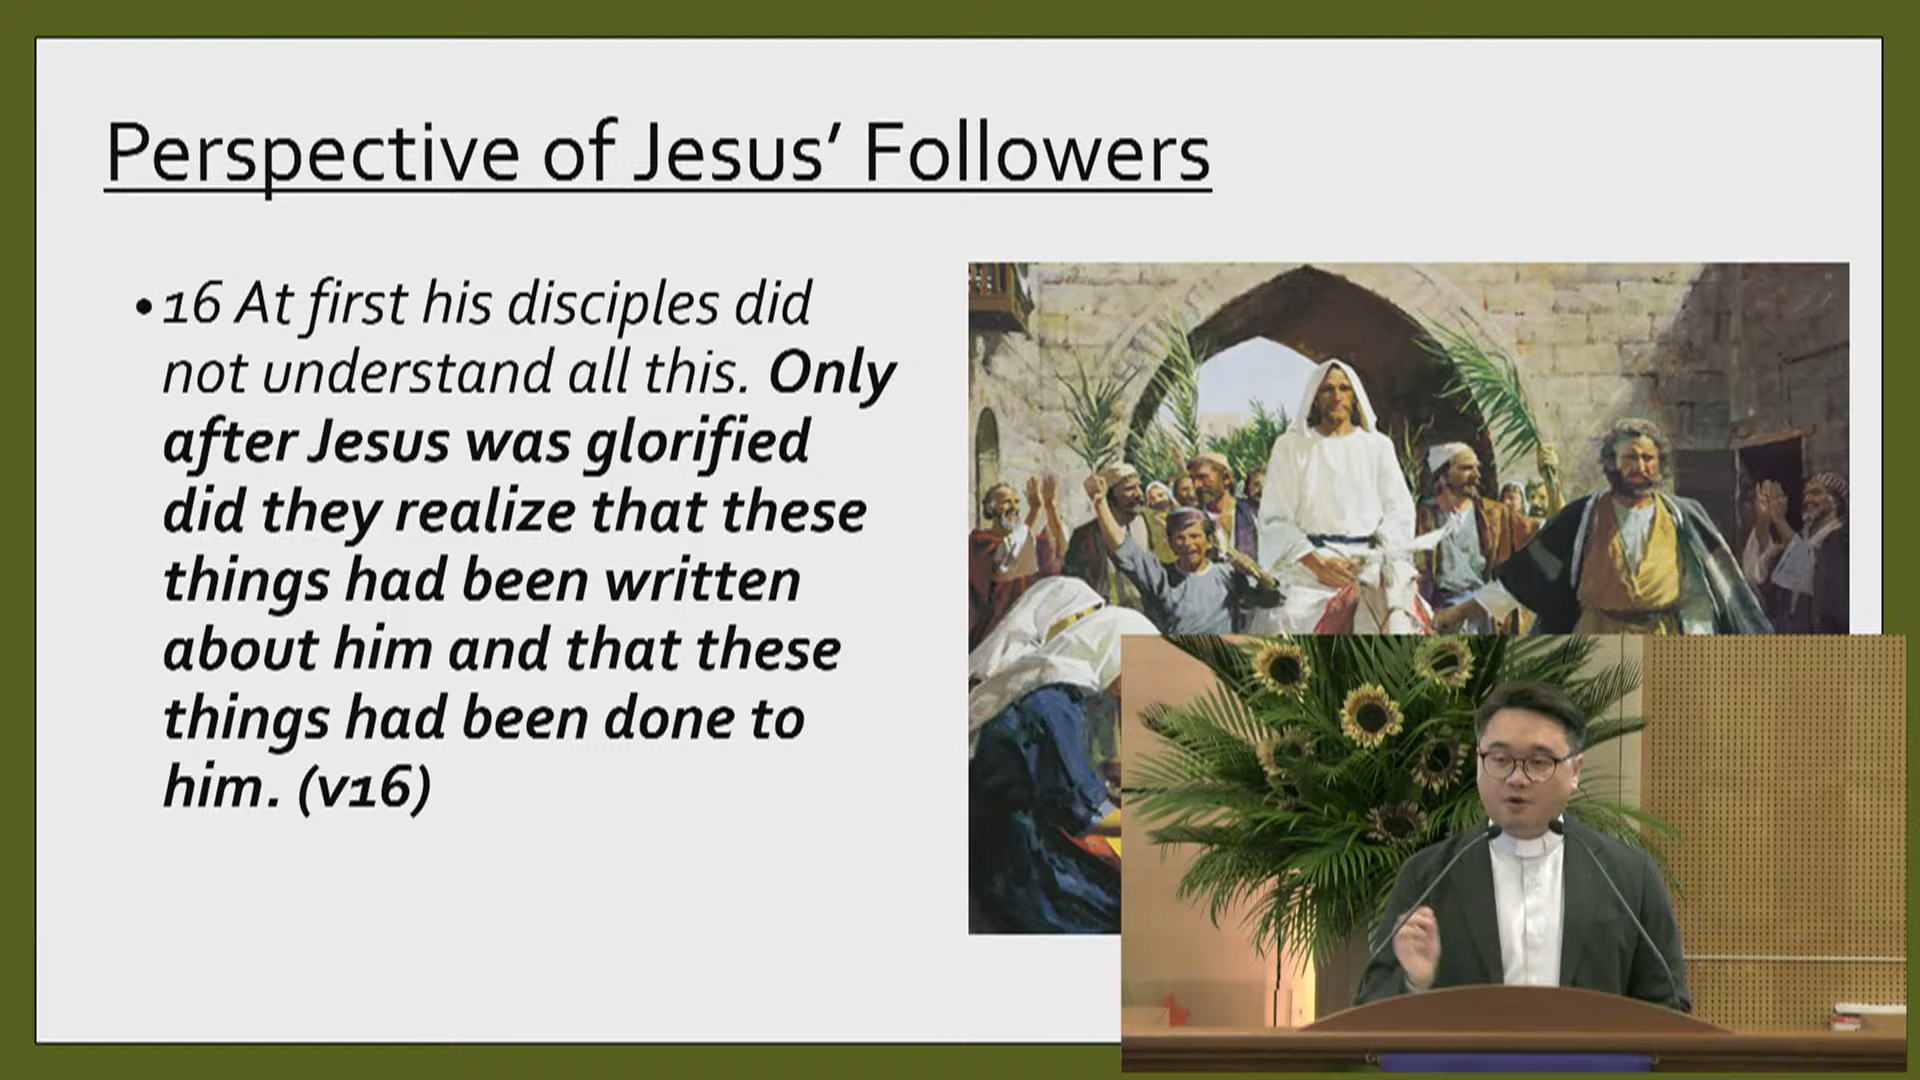 Perspective of Jesus’ Followers
•16 At first his disciples did
not understand all this. Only
after Jesus was glorified
did they realize that these
things had been written
about him and that these
things had been done to
him. (v16)